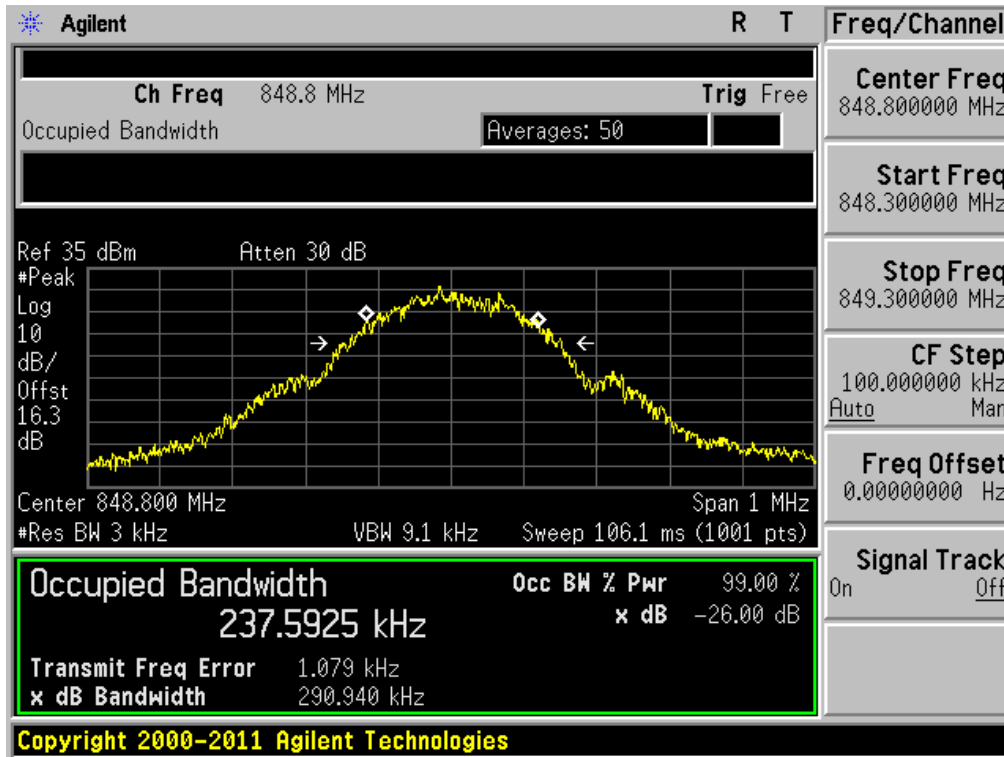 Agilent R T Freq/Channel
Ch Freq 848.8 MHz Trig Free
Occupied Bandwidth Averages: 50
Ref 35 dBm Atten 30 dB
#Peak
Log
10
dB/
Offst
16.3
dB
Center 848.800 MHz Span 1 MHz
#Res BW 3 kHz VBW 9.1 kHz Sweep 106.1 ms (1001 pts)
Occupied Bandwidth
237.5925 kHz
Occ BW % Pwr 99.00 %
x dB -26.00 dB
Transmit Freq Error 1.079 kHz
x dB Bandwidth 290.940 kHz
Copyright 2000-2011 Agilent Technologies
Center Freq
848.800000 MHz
Start Freq
848.300000 MHz
Stop Freq
849.300000 MHz
CF Step
100.000000 kHz
Auto Man
Freq Offset
0.00000000 Hz
Signal Track
On Off